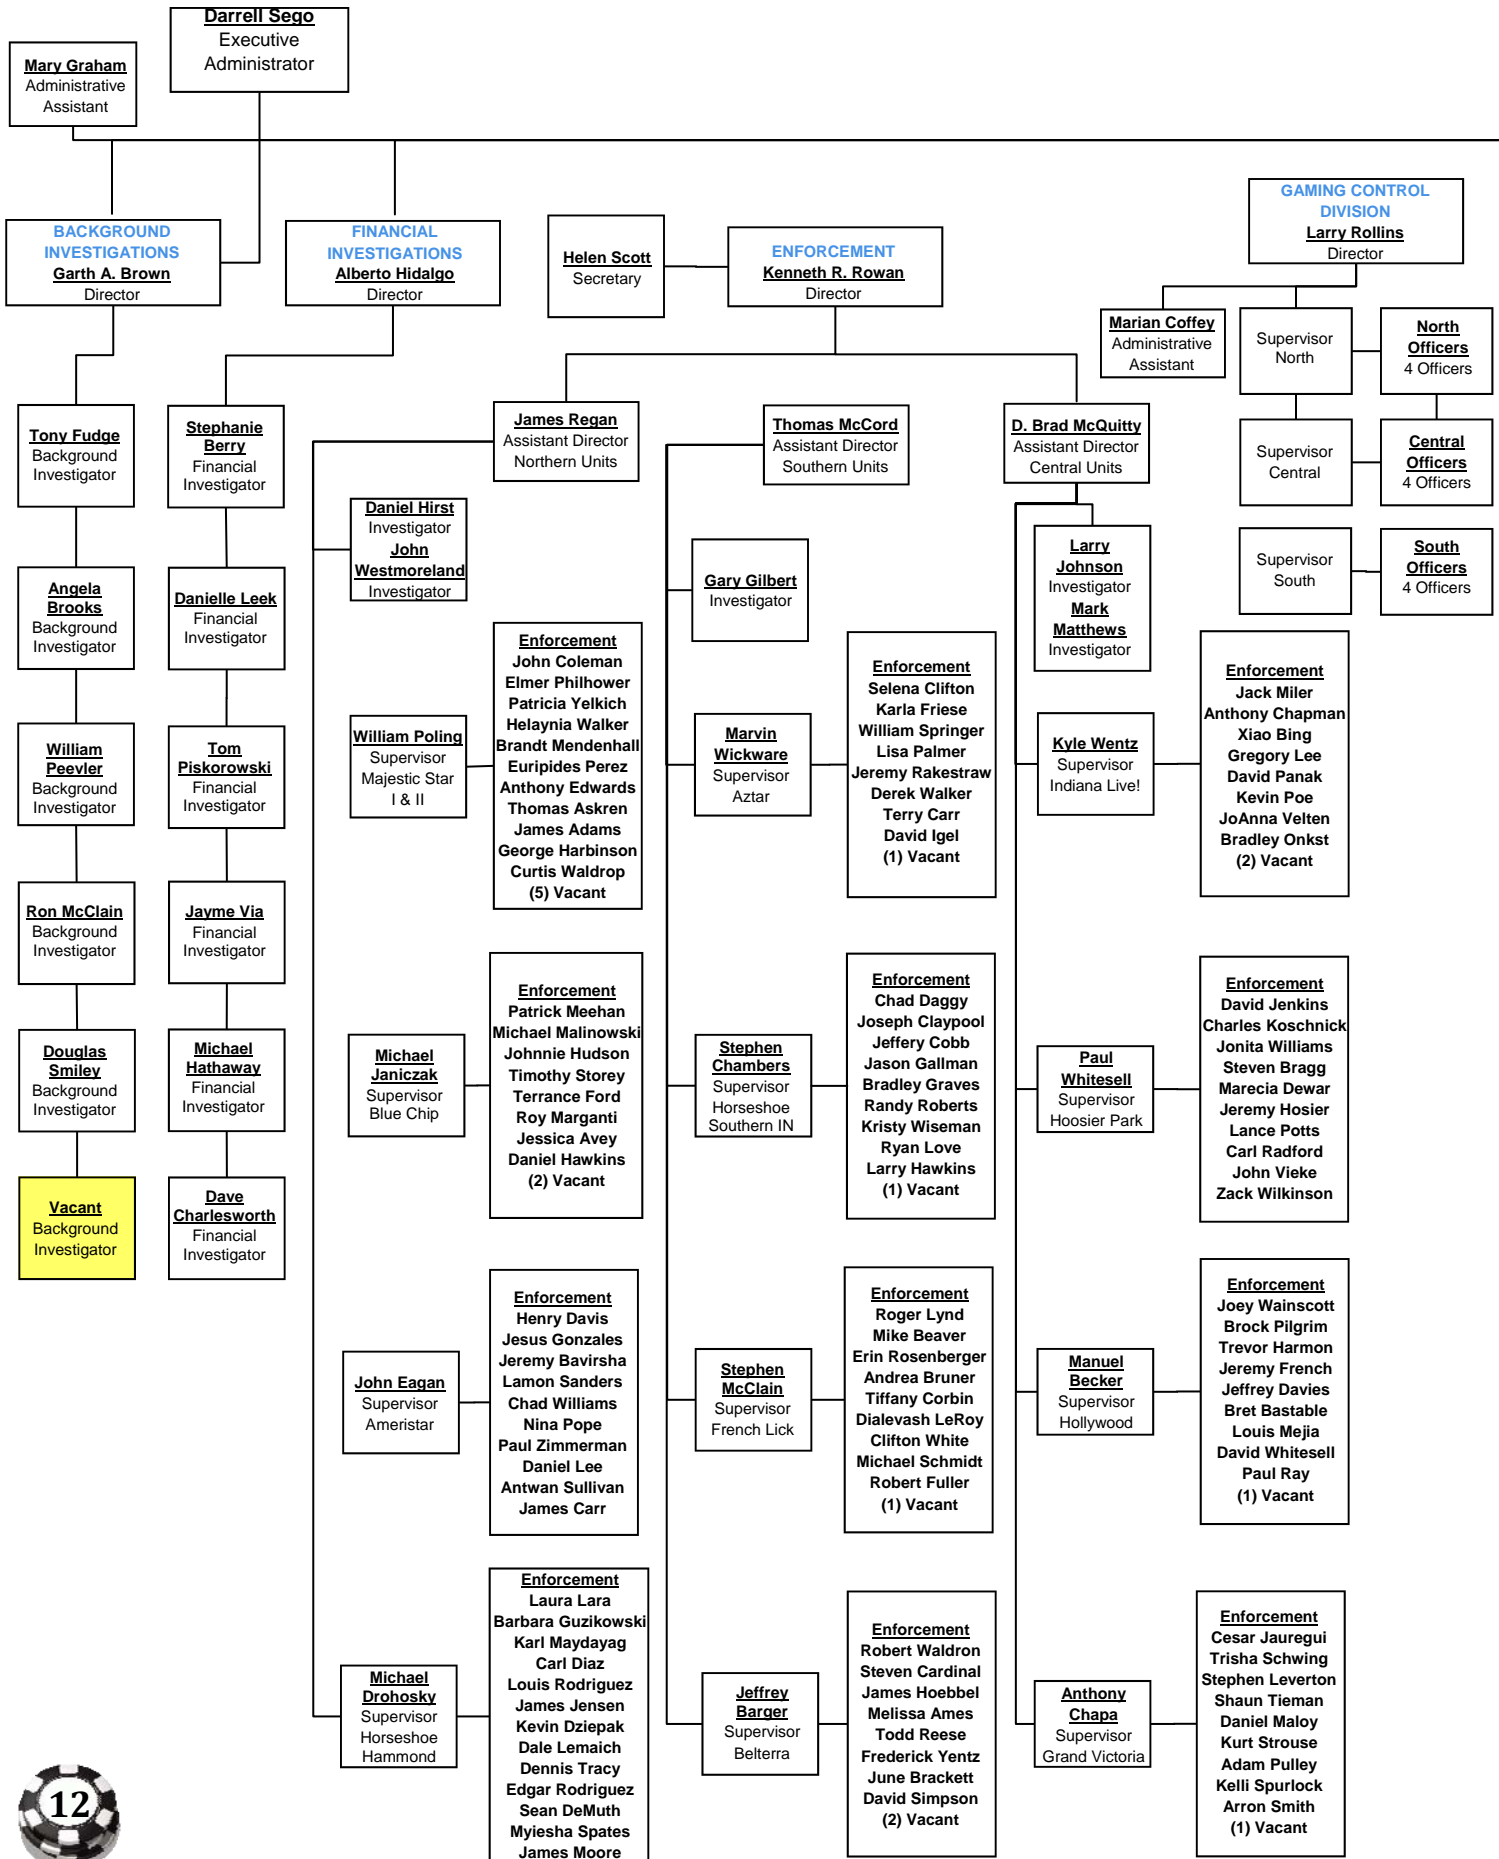 Darrell Sego
Executive
Administrator
Mary Graham
Administrative
Assistant
BACKGROUND
INVESTIGATIONS
Garth A. Brown
Director
FINANCIAL
INVESTIGATIONS
Alberto Hidalgo
Director
Helen Scott
Secretary
ENFORCEMENT
Kenneth R. Rowan
Director
GAMING CONTROL
DIVISION
Larry Rollins
Director
Marian Coffey
Administrative
Assistant
Supervisor
North
North
Officers
4 Officers
Supervisor
Central
Central
Officers
4 Officers
Supervisor
South
South
Officers
4 Officers
Tony Fudge
Background
Investigator
Angela
Brooks
Background
Investigator
William
Peevler
Background
Investigator
Ron McClain
Background
Investigator
Douglas
Smiley
Background
Investigator
Vacant
Background
Investigator
Stephanie
Berry
Financial
Investigator
Danielle Leek
Financial
Investigator
Tom
Piskorowski
Financial
Investigator
Jayme Via
Financial
Investigator
Michael
Hathaway
Financial
Investigator
Dave
Charlesworth
Financial
Investigator
James Regan
Assistant Director
Northern Units
Daniel Hirst
Investigator
John
Westmoreland
Investigator
William Poling
Supervisor
Majestic Star
I & II
Enforcement
John Coleman
Elmer Philhower
Patricia Yelkich
Helaynia Walker
Brandt Mendenhall
Euripides Perez
Anthony Edwards
Thomas Askren
James Adams
George Harbinson
Curtis Waldrop
(5) Vacant
Michael
Janiczak
Supervisor
Blue Chip
Enforcement
Patrick Meehan
Michael Malinowski
Johnnie Hudson
Timothy Storey
Terrance Ford
Roy Marganti
Jessica Avey
Daniel Hawkins
(2) Vacant
John Eagan
Supervisor
Ameristar
Enforcement
Henry Davis
Jesus Gonzales
Jeremy Bavirsha
Lamon Sanders
Chad Williams
Nina Pope
Paul Zimmerman
Daniel Lee
Antwan Sullivan
James Carr
Michael
Drohosky
Supervisor
Horseshoe
Hammond
Enforcement
Laura Lara
Barbara Guzikowski
Karl Maydayag
Carl Diaz
Louis Rodriguez
James Jensen
Kevin Dziepak
Dale Lemaich
Dennis Tracy
Edgar Rodriguez
Sean DeMuth
Myiesha Spates
James Moore
Thomas McCord
Assistant Director
Southern Units
Gary Gilbert
Investigator
Marvin
Wickware
Supervisor
Aztar
Enforcement
Selena Clifton
Karla Friese
William Springer
Lisa Palmer
Jeremy Rakestraw
Derek Walker
Terry Carr
David Igel
(1) Vacant
Stephen
Chambers
Supervisor
Horseshoe
Southern IN
Enforcement
Chad Daggy
Joseph Claypool
Jeffery Cobb
Jason Gallman
Bradley Graves
Randy Roberts
Kristy Wiseman
Ryan Love
Larry Hawkins
(1) Vacant
Stephen
McClain
Supervisor
French Lick
Enforcement
Roger Lynd
Mike Beaver
Erin Rosenberger
Andrea Bruner
Tiffany Corbin
Dialevash LeRoy
Clifton White
Michael Schmidt
Robert Fuller
(1) Vacant
Jeffrey
Barger
Supervisor
Belterra
Enforcement
Robert Waldron
Steven Cardinal
James Hoebbel
Melissa Ames
Todd Reese
Frederick Yentz
June Brackett
David Simpson
(2) Vacant
D. Brad McQuitty
Assistant Director
Central Units
Larry
Johnson
Investigator
Mark
Matthews
Investigator
Kyle Wentz
Supervisor
Indiana Live!
Enforcement
Jack Miler
Anthony Chapman
Xiao Bing
Gregory Lee
David Panak
Kevin Poe
JoAnna Velten
Bradley Onkst
(2) Vacant
Paul
Whitesell
Supervisor
Hoosier Park
Enforcement
David Jenkins
Charles Koschnick
Jonita Williams
Steven Bragg
Marecia Dewar
Jeremy Hosier
Lance Potts
Carl Radford
John Vieke
Zack Wilkinson
Manuel
Becker
Supervisor
Hollywood
Enforcement
Joey Wainscott
Brock Pilgrim
Trevor Harmon
Jeremy French
Jeffrey Davies
Bret Bastable
Louis Mejia
David Whitesell
Paul Ray
(1) Vacant
Anthony
Chapa
Supervisor
Grand Victoria
Enforcement
Cesar Jauregui
Trisha Schwing
Stephen Leverton
Shaun Tieman
Daniel Maloy
Kurt Strouse
Adam Pulley
Kelli Spurlock
Arron Smith
(1) Vacant
12